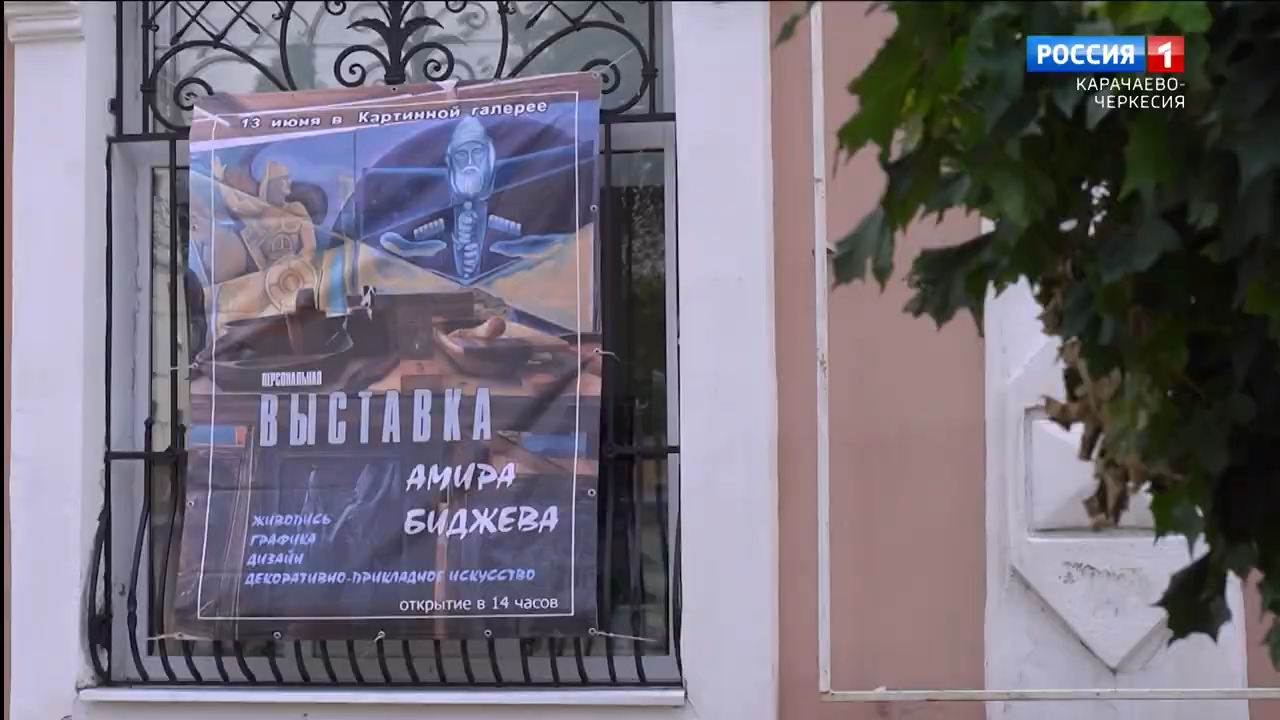 РОССИЯ 1
КАРАЧАЕВО-
ЧЕРКЕСИЯ
13 июня в Картинной галерее
ПЕРСОНАЛЬНАЯ
ВЫСТАВКА
АМИРА
БИДЖЕВА
ЖИВОПИСЬ
ГРАФИКА
ДИЗАЙН
ДЕКОРАТИВНО-ПРИКЛАДНОЕ ИСКУССТВО
открытие в 14 часов